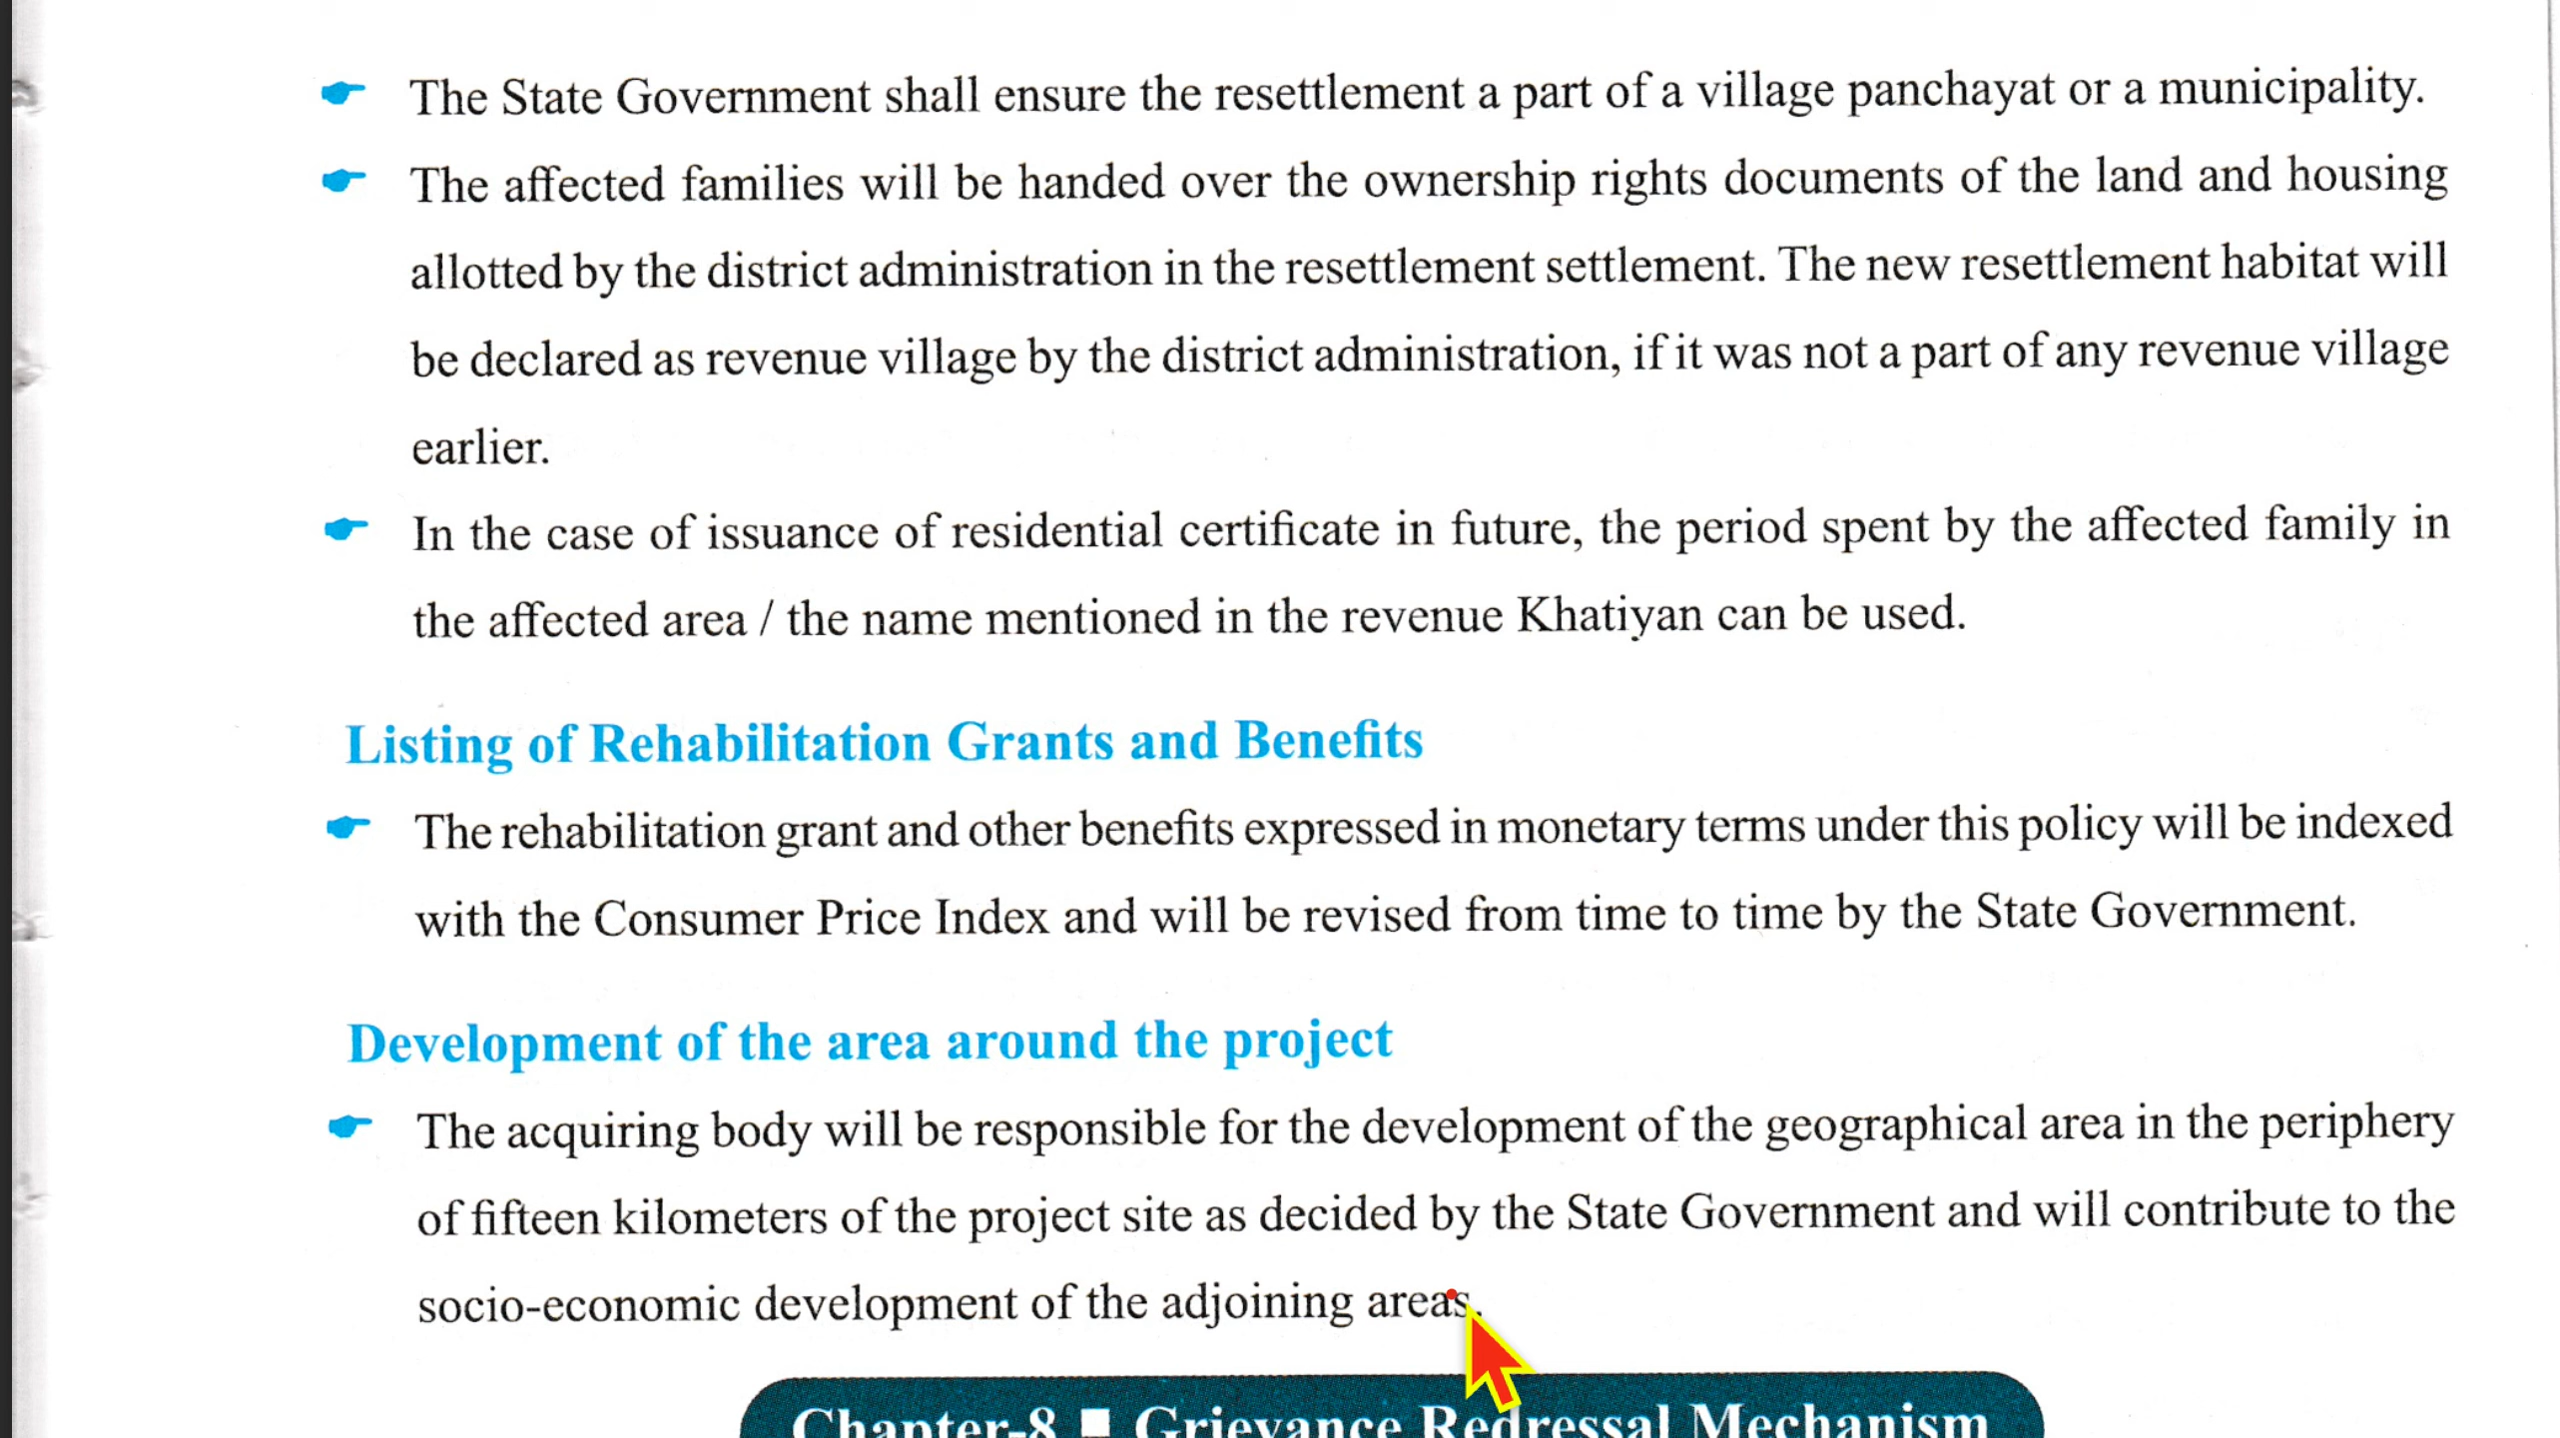 The State Government shall ensure the resettlement a part of a village panchayat or a municipality.
The affected families will be handed over the ownership rights documents of the land and housing
allotted by the district administration in the resettlement settlement. The new resettlement habitat will
be declared as revenue village by the district administration, if it was not a part of any revenue village
earlier.
In the case of issuance of residential certificate in future, the period spent by the affected family in
the affected area / the name mentioned in the revenue Khatiyan can be used.
Listing of Rehabilitation Grants and Benefits
The rehabilitation grant and other benefits expressed in monetary terms under this policy will be indexed
with the Consumer Price Index and will be revised from time to time by the State Government.
Development of the area around the project
The acquiring body will be responsible for the development of the geographical area in the periphery
of fifteen kilometers of the project site as decided by the State Government and will contribute to the
socio-economic development of the adjoining areas.
Chapter-8 ■ Grievance Redressal Mechanism